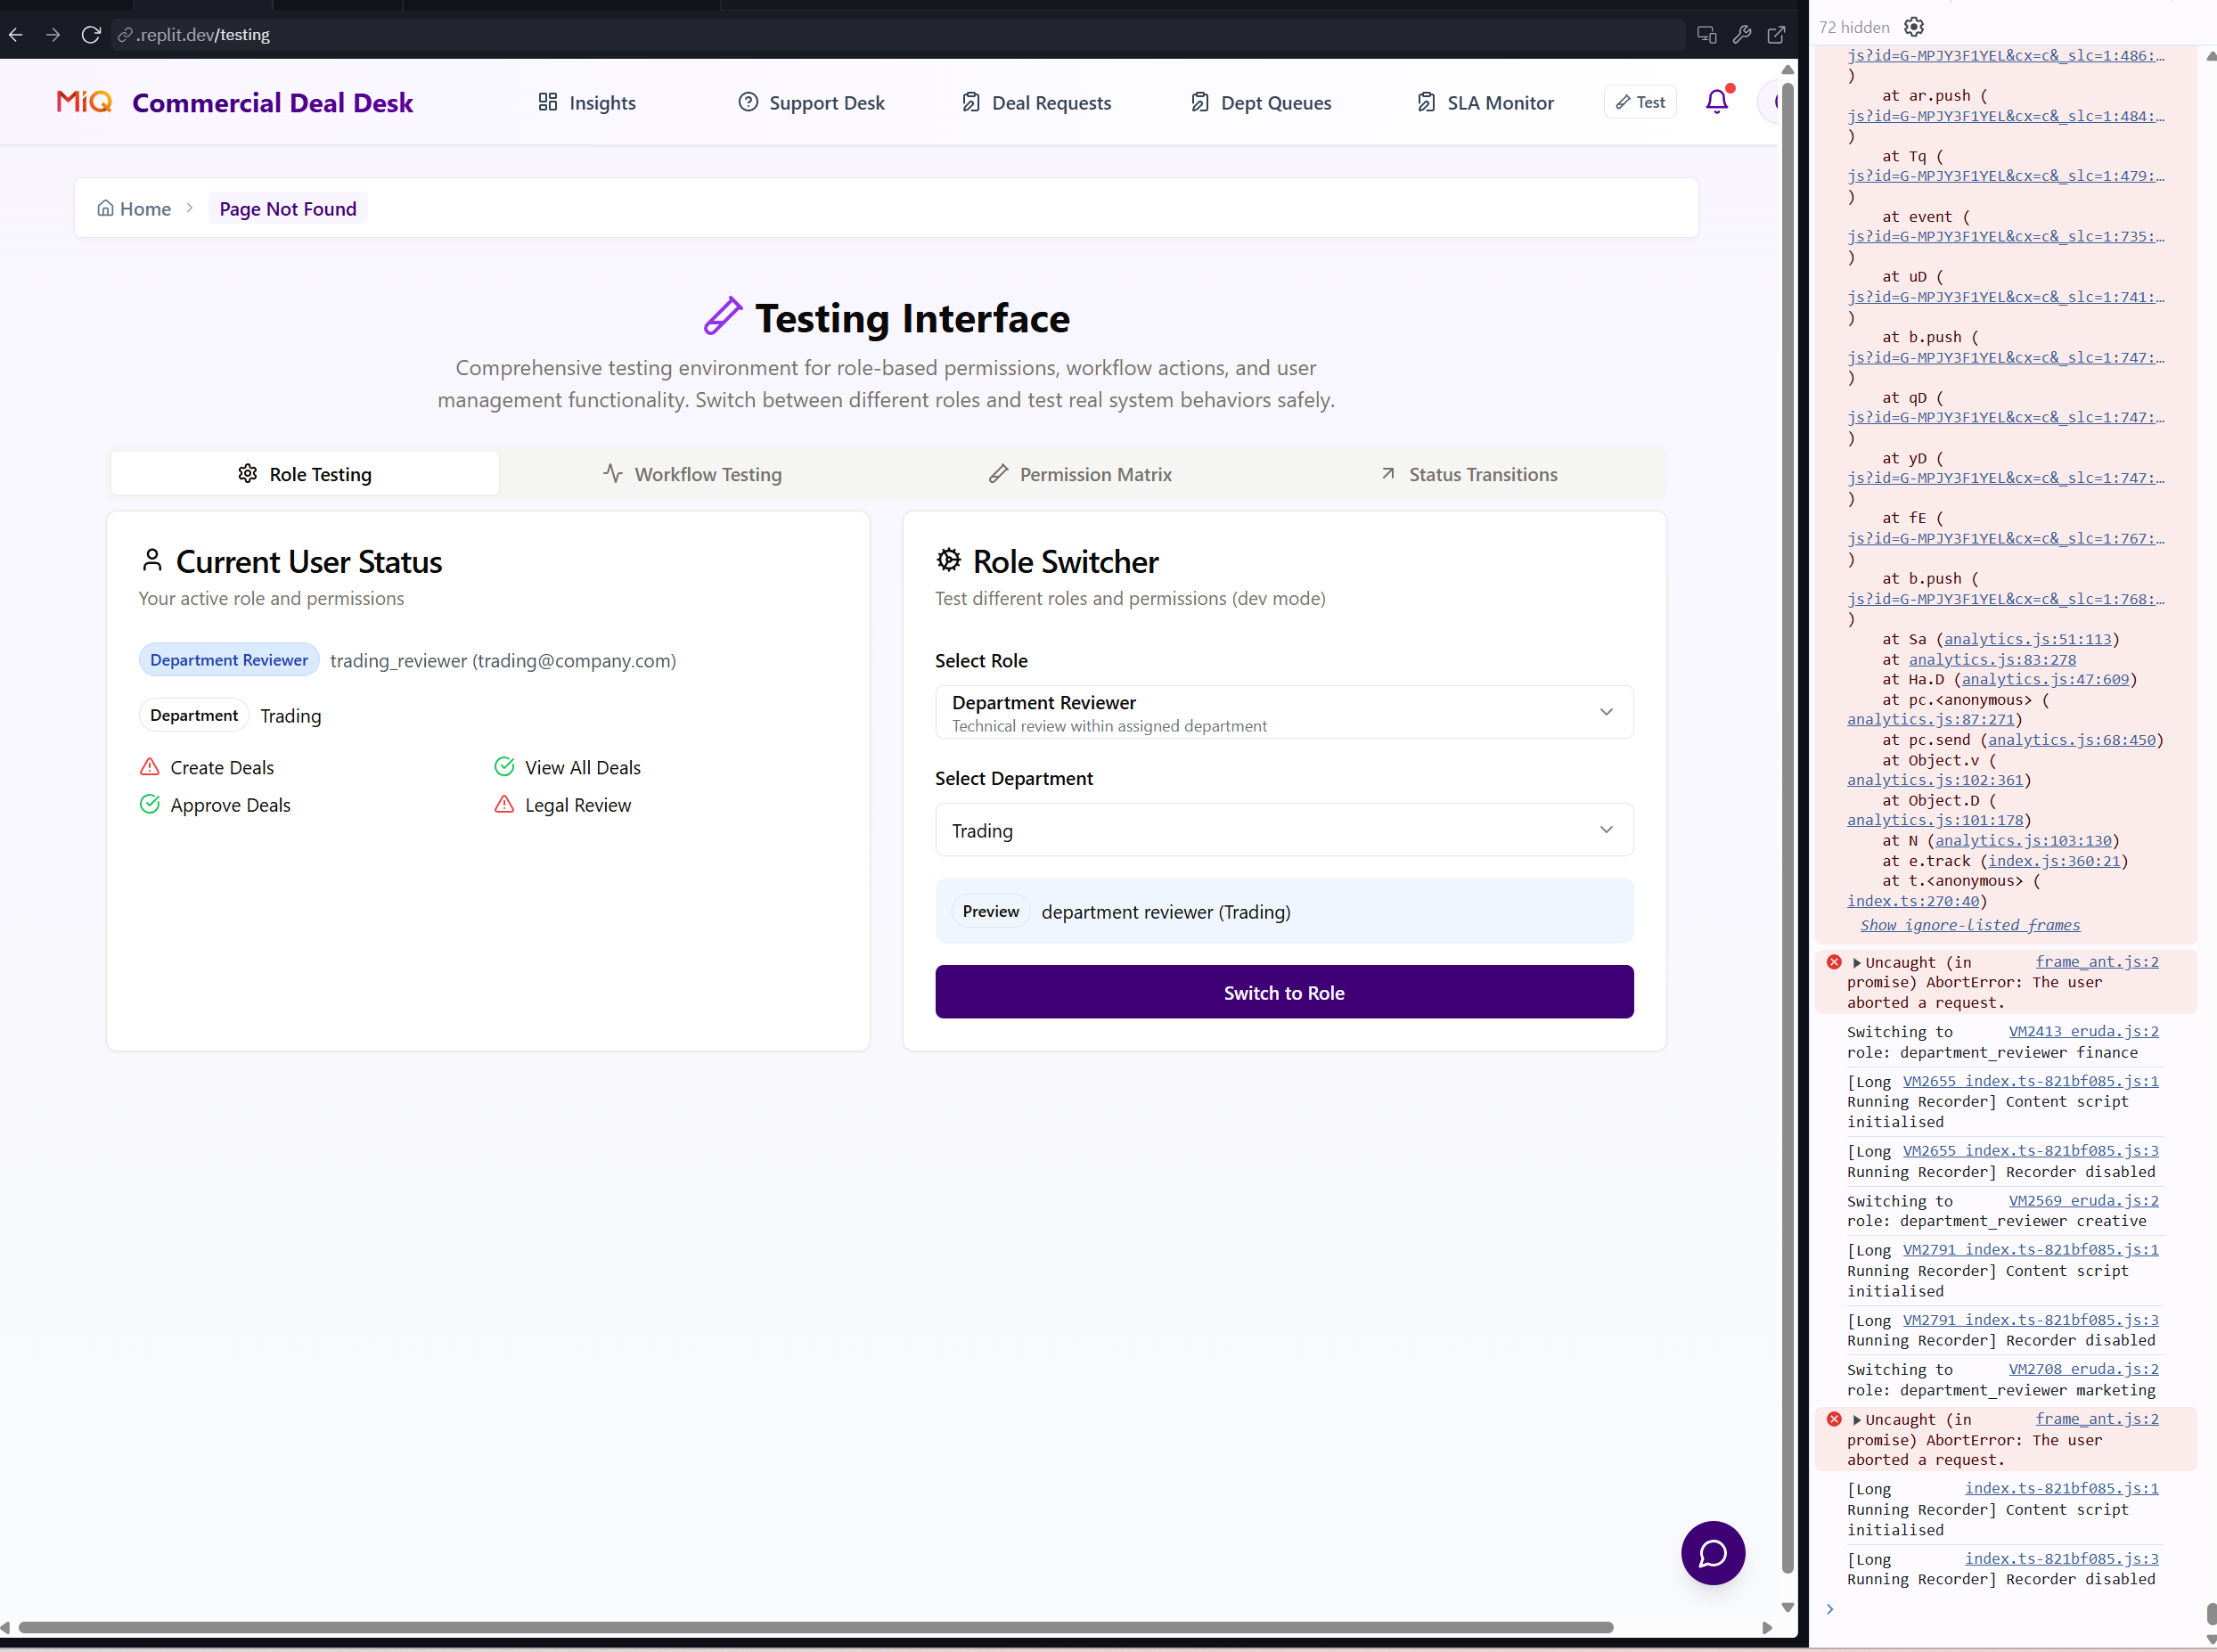 .replit.dev/testing
MiQ Commercial Deal Desk
Insights
Support Desk
Deal Requests
Dept Queues
SLA Monitor
Test
Home
Page Not Found
Testing Interface
Comprehensive testing environment for role-based permissions, workflow actions, and user
management functionality. Switch between different roles and test real system behaviors safely.
Role Testing
Workflow Testing
Permission Matrix
Status Transitions
Current User Status
Your active role and permissions
Department Reviewer trading_reviewer (trading@company.com)
Department Trading
Create Deals
View All Deals
Approve Deals
Legal Review
Role Switcher
Test different roles and permissions (dev mode)
Select Role
Department Reviewer
Technical review within assigned department
Select Department
Trading
Preview department reviewer (Trading)
Switch to Role
72 hidden
js?id=G-MPJY3F1YEL&cx=c&_slc=1:486:…
)
at ar.push (
js?id=G-MPJY3F1YEL&cx=c&_slc=1:484:…
)
at Tq (
js?id=G-MPJY3F1YEL&cx=c&_slc=1:479:…
)
at event (
js?id=G-MPJY3F1YEL&cx=c&_slc=1:735:…
)
at uD (
js?id=G-MPJY3F1YEL&cx=c&_slc=1:741:…
)
at b.push (
js?id=G-MPJY3F1YEL&cx=c&_slc=1:747:…
)
at qD (
js?id=G-MPJY3F1YEL&cx=c&_slc=1:747:…
)
at yD (
js?id=G-MPJY3F1YEL&cx=c&_slc=1:747:…
)
at fE (
js?id=G-MPJY3F1YEL&cx=c&_slc=1:767:…
)
at b.push (
js?id=G-MPJY3F1YEL&cx=c&_slc=1:768:…
)
at Sa (analytics.js:51:113)
at analytics.js:83:278
at Ha.D (analytics.js:47:609)
at pc.<anonymous> (
analytics.js:87:271)
at pc.send (analytics.js:68:450)
at Object.v (
analytics.js:102:361)
at Object.D (
analytics.js:101:178)
at N (analytics.js:103:130)
at e.track (index.js:360:21)
at t.<anonymous> (
index.ts:270:40)
Show ignore-listed frames
Uncaught (in frame_ant.js:2
promise) AbortError: The user
aborted a request.
Switching to VM2413 eruda.js:2
role: department_reviewer finance
[Long VM2655 index.ts-821bf085.js:1
Running Recorder] Content script
initialised
[Long VM2655 index.ts-821bf085.js:3
Running Recorder] Recorder disabled
Switching to VM2569 eruda.js:2
role: department_reviewer creative
[Long VM2791 index.ts-821bf085.js:1
Running Recorder] Content script
initialised
[Long VM2791 index.ts-821bf085.js:3
Running Recorder] Recorder disabled
Switching to VM2708 eruda.js:2
role: department_reviewer marketing
Uncaught (in frame_ant.js:2
promise) AbortError: The user
aborted a request.
[Long index.ts-821bf085.js:1
Running Recorder] Content script
initialised
[Long index.ts-821bf085.js:3
Running Recorder] Recorder disabled